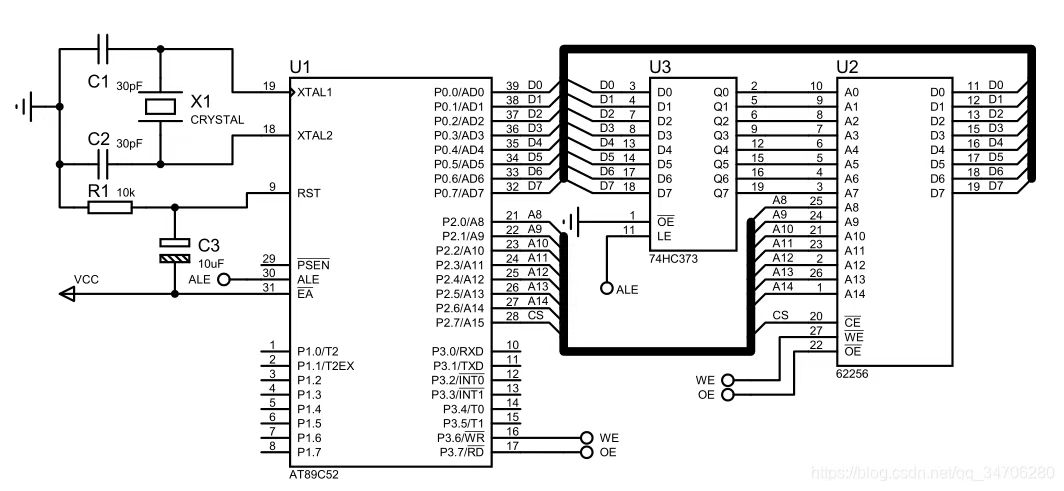 C1 30pF
X1
CRYSTAL
C2 30pF
R1 10k
C3
10uF
VCC
ALE
U1
19 XTAL1
18 XTAL2
9 RST
29 PSEN
30 ALE
31 EA
1 P1.0/T2
2 P1.1/T2EX
3 P1.2
4 P1.3
5 P1.4
6 P1.5
7 P1.6
8 P1.7
P0.0/AD0 39 D0
P0.1/AD1 38 D1
P0.2/AD2 37 D2
P0.3/AD3 36 D3
P0.4/AD4 35 D4
P0.5/AD5 34 D5
P0.6/AD6 33 D6
P0.7/AD7 32 D7
P2.0/A8 21 A8
P2.1/A9 22 A9
P2.2/A10 23 A10
P2.3/A11 24 A11
P2.4/A12 25 A12
P2.5/A13 26 A13
P2.6/A14 27 A14
P2.7/A15 28 CS
P3.0/RXD 10
P3.1/TXD 11
P3.2/INT0 12
P3.3/INT1 13
P3.4/T0 14
P3.5/T1 15
P3.6/WR 16 WE
P3.7/RD 17 OE
AT89C52
U3
D0 3 D0 Q0 2
D1 4 D1 Q1 5
D2 7 D2 Q2 6
D3 8 D3 Q3 9
D4 13 D4 Q4 12
D5 14 D5 Q5 15
D6 17 D6 Q6 16
D7 18 D7 Q7 19
1 OE
11 LE
74HC373
ALE
U2
10 A0 D0 11 D0
9 A1 D1 12 D1
8 A2 D2 13 D2
7 A3 D3 15 D3
6 A4 D4 16 D4
5 A5 D5 17 D5
4 A6 D6 18 D6
3 A7 D7 19 D7
A8 25 A8
A9 24 A9
A10 21 A10
A11 23 A11
A12 2 A12
A13 26 A13
A14 1 A14
CS 20 CE
27 WE
22 OE
62256
WE
OE
https://blog.csdn.net/qq_34706280